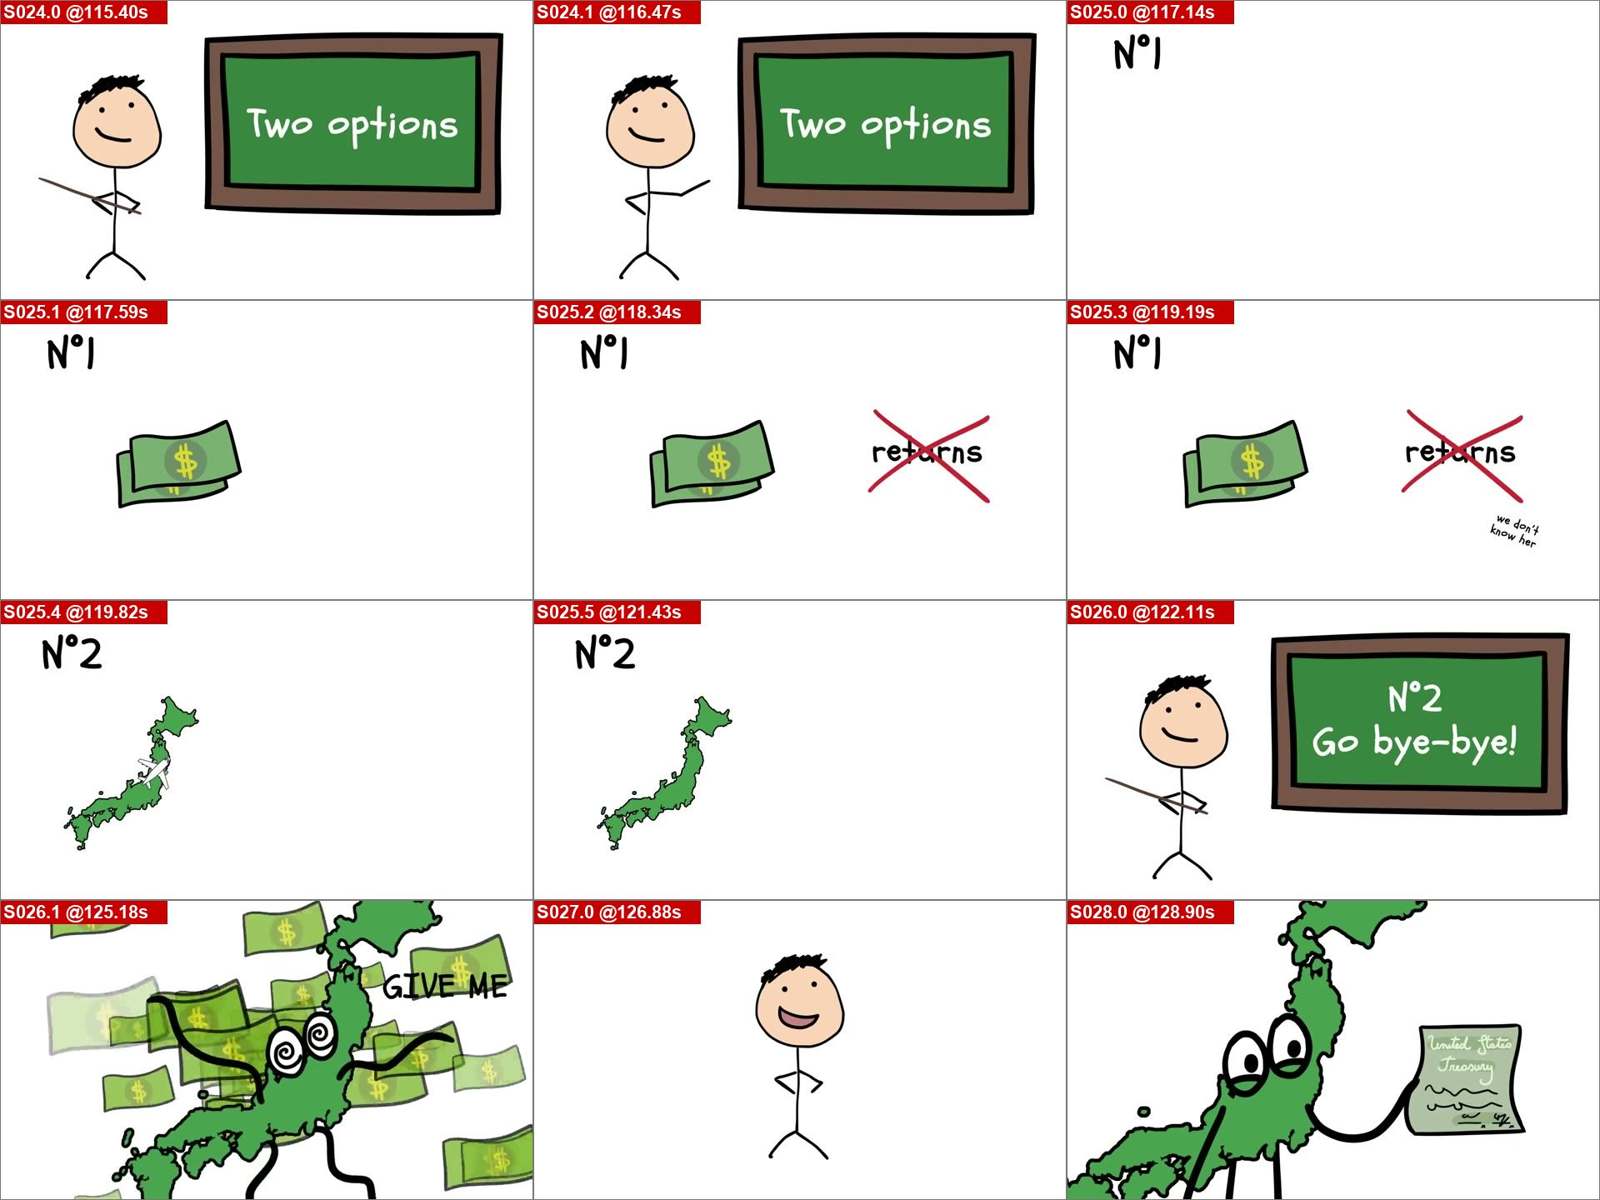 S024.0 @115.40s
Two options
S024.1 @116.47s
Two options
S025.0 @117.14s
N°1
S025.1 @117.59s
N°1
$
$
S025.2 @118.34s
N°1
$
$
returns
S025.3 @119.19s
N°1
$
$
returns
we don't
know her
S025.4 @119.82s
N°2
S025.5 @121.43s
N°2
S026.0 @122.11s
N°2
Go bye-bye!
S026.1 @125.18s
GIVE ME
S027.0 @126.88s
S028.0 @128.90s
United States
Treasury